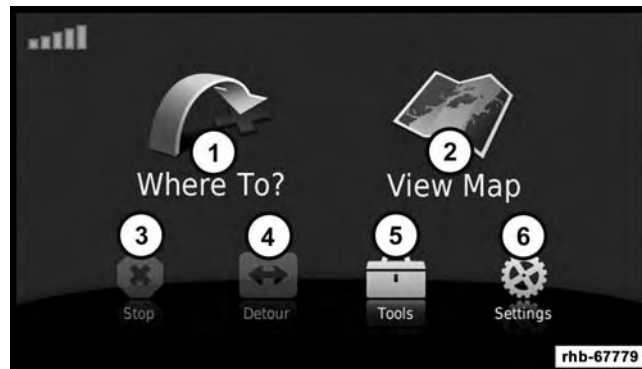 1
2
Where To?
View Map
3
4
5
6
Stop
Detour
Tools
Settings
rhb-67779